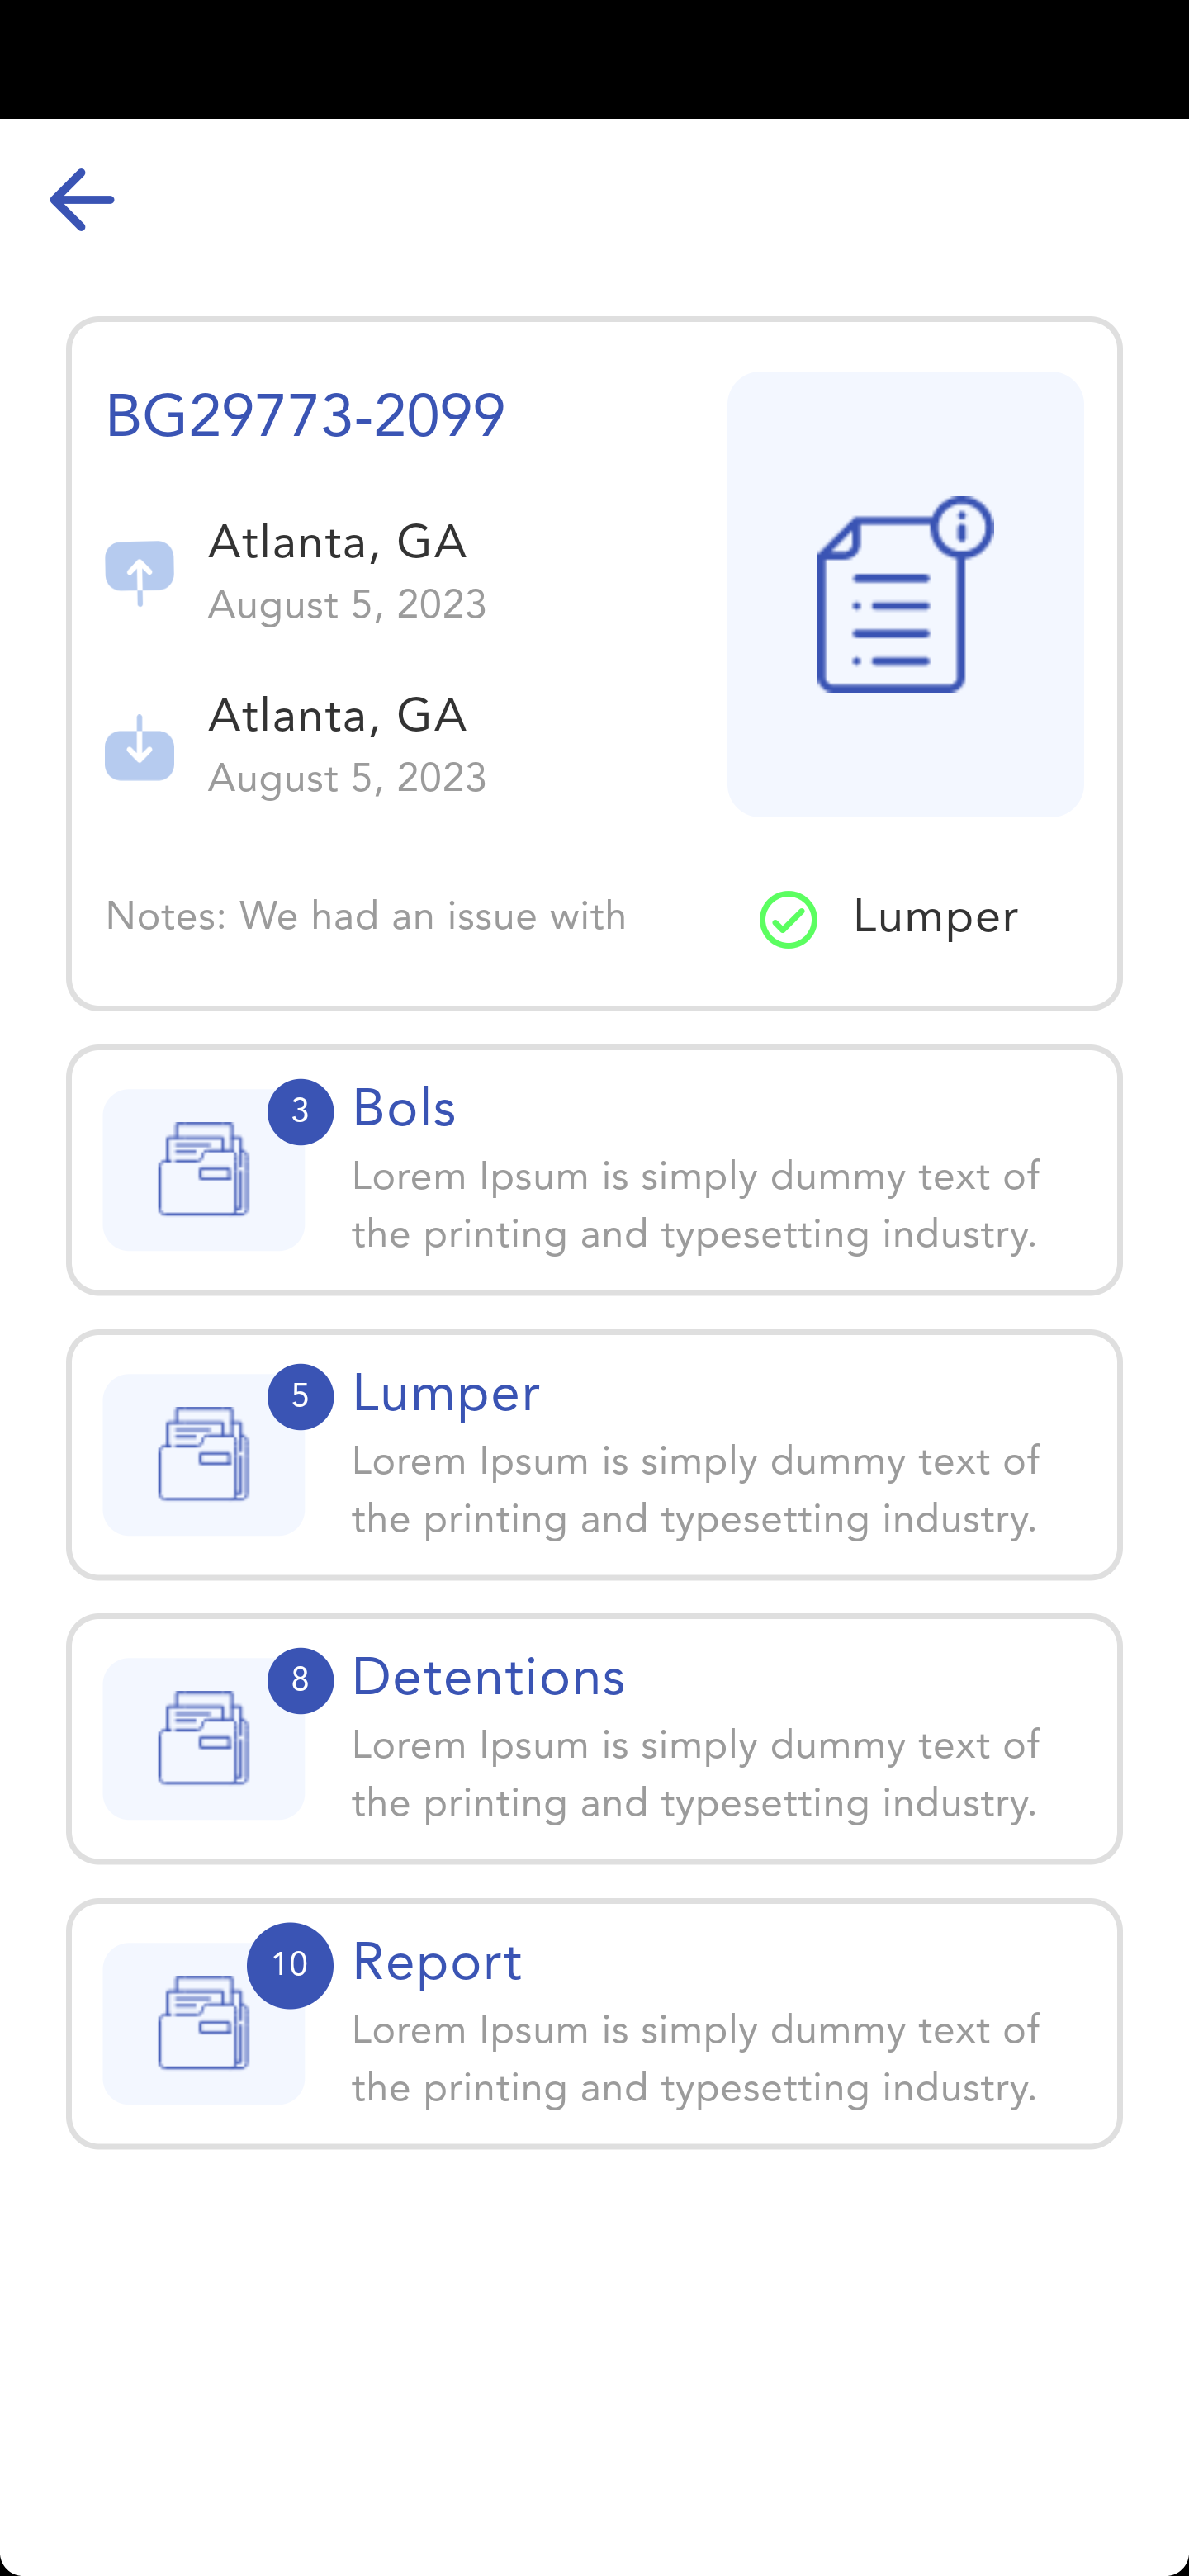 BG29773-2099
Atlanta, GA
August 5, 2023
Atlanta, GA
August 5, 2023
Notes: We had an issue with
Lumper
3
Bols
Lorem Ipsum is simply dummy text of
the printing and typesetting industry.
5
Lumper
Lorem Ipsum is simply dummy text of
the printing and typesetting industry.
8
Detentions
Lorem Ipsum is simply dummy text of
the printing and typesetting industry.
10
Report
Lorem Ipsum is simply dummy text of
the printing and typesetting industry.